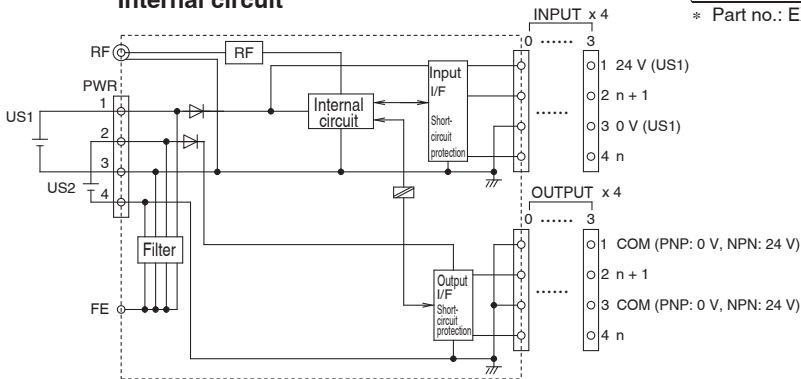 Internal circuit
INPUT x 4
* Part no.: E
0 ...... 3
RF
RF
PWR
1
2
3
4
US1
US2
Internal
circuit
Input
I/F
Short-
circuit
protection
......
1 24 V (US1)
2 n + 1
3 0 V (US1)
4 n
OUTPUT x 4
0 ...... 3
Filter
FE
Output
I/F
Short-
circuit
protection
......
1 COM (PNP: 0 V, NPN: 24 V)
2 n + 1
3 COM (PNP: 0 V, NPN: 24 V)
4 n